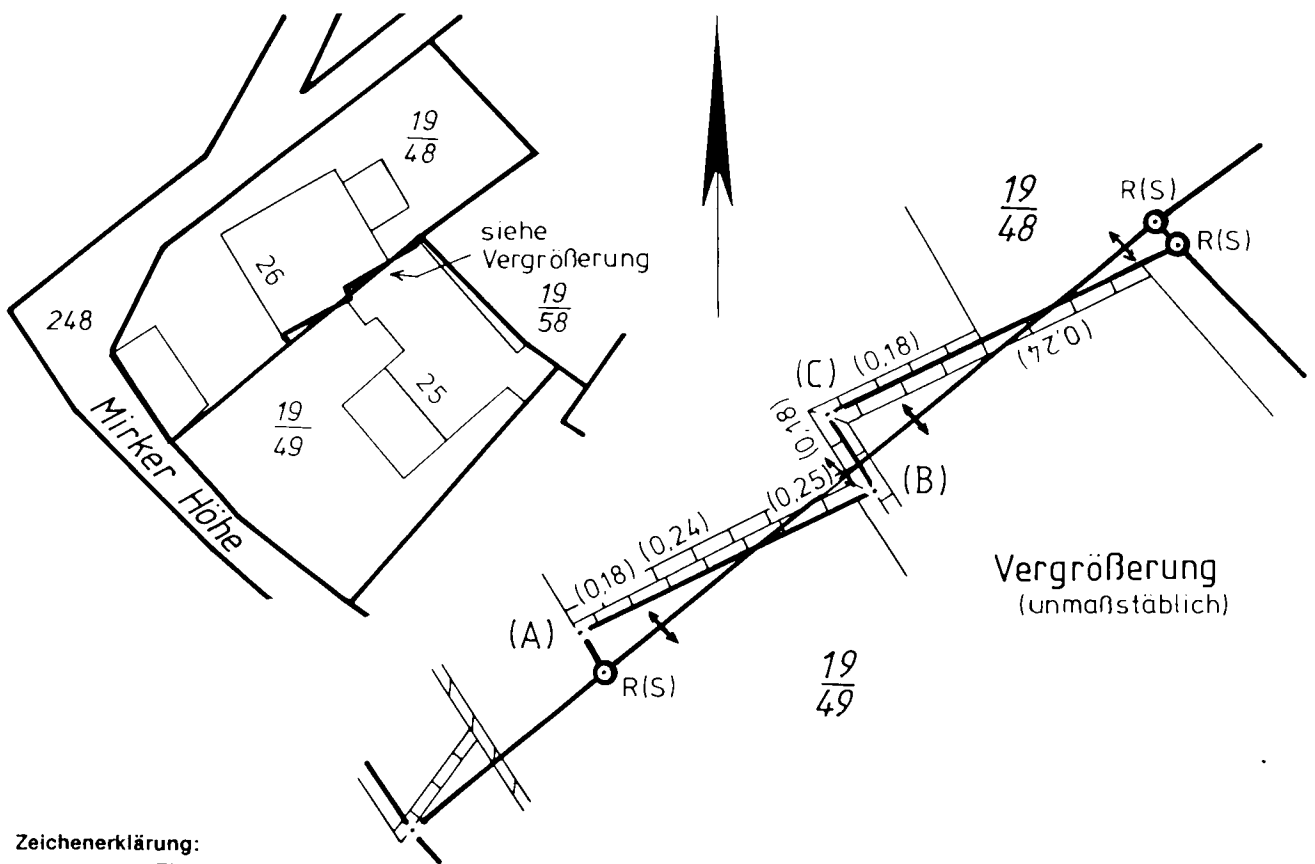 19
48
siehe
Vergrößerung
26
19
58
248
25
19
49
Mirker Höhe
19
48
R(S)
R(S)
(0,18)
(0,24)
(C)
(0,18)
(B)
(0,25)
(0,24)
(0,18)
(A)
R(S)
Vergrößerung
(unmaßstäblich)
19
49
Zeichenerklärung: